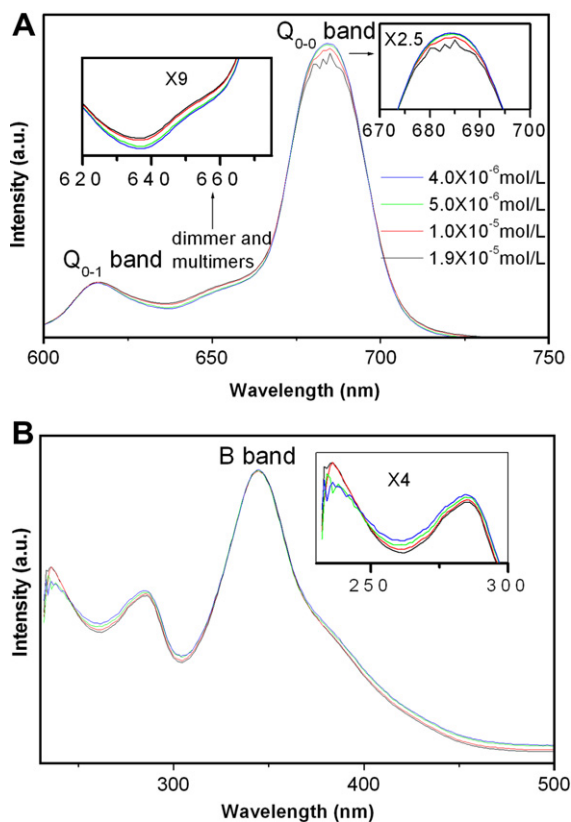 A
Intensity (a.u.)
X9
620 640 660
Q0-0 band
X2.5
670 680 690 700
4.0X10-6mol/L
5.0X10-6mol/L
1.0X10-5mol/L
1.9X10-5mol/L
dimmer and
multimers
Q0-1 band
600 650 700 750
Wavelength (nm)
B
Intensity (a.u.)
B band
X4
250 300
300 400 500
Wavelength (nm)